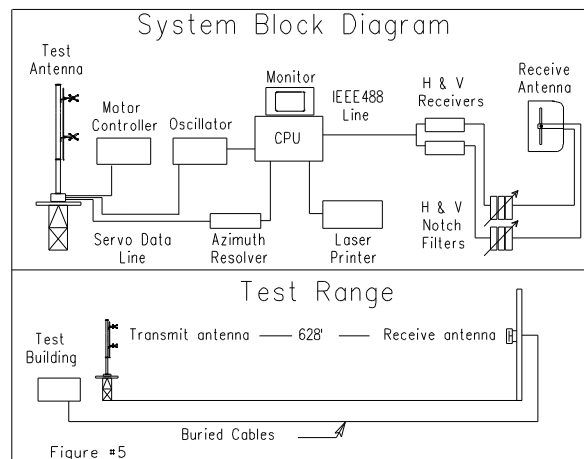 System Block Diagram
Test
Antenna
Motor
Controller
Oscillator
Monitor
CPU
IEEE488
Line
H & V
Receivers
Receive
Antenna
Servo Data
Line
Azimuth
Resolver
Laser
Printer
H & V
Notch
Filters
Test Range
Test
Building
Transmit antenna — 628' — Receive antenna
Buried Cables
Figure #5